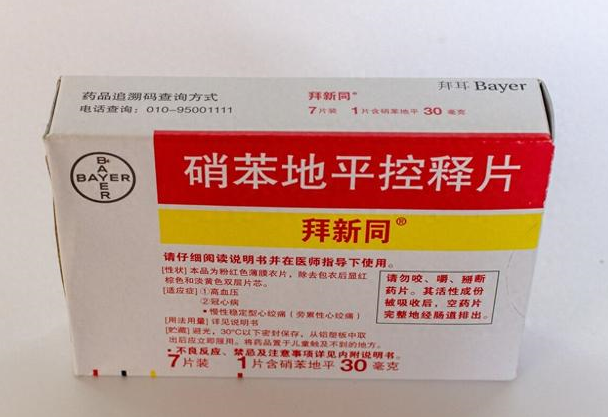 药品追溯码查询方式
电话查询：010-95001111
拜新同®
7片装 1片含硝苯地平 30 毫克
拜耳 Bayer
BAYER
BAYER
硝苯地平控释片
拜新同®
请仔细阅读说明书并在医师指导下使用。
[性状] 本品为粉红色薄膜衣片，除去包衣后显红
棕色和淡黄色双层片芯。
[适应症] ①高血压
②冠心病
•慢性稳定型心绞痛（劳累性心绞痛）
[用法用量] 详见说明书
[贮藏] 避光，30℃以下密封保存，从铝塑板中取
出后应立即服用。将药品置于儿童触及不到的地方。
•不良反应、禁忌及注意事项详见内附说明书。
请勿咬、嚼、掰断
药片。其活性成份
被吸收后，空药片
完整地经肠道排出。
7片装 1片含硝苯地平 30 毫克